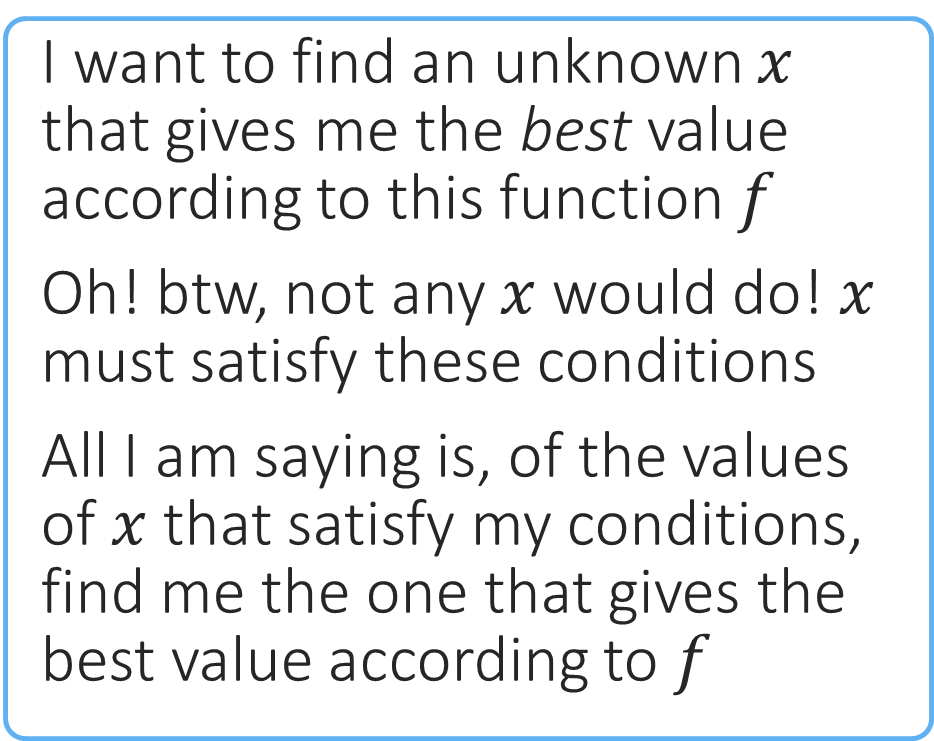 I want to find an unknown x
that gives me the best value
according to this function f
Oh! btw, not any x would do! x
must satisfy these conditions
All I am saying is, of the values
of x that satisfy my conditions,
find me the one that gives the
best value according to f